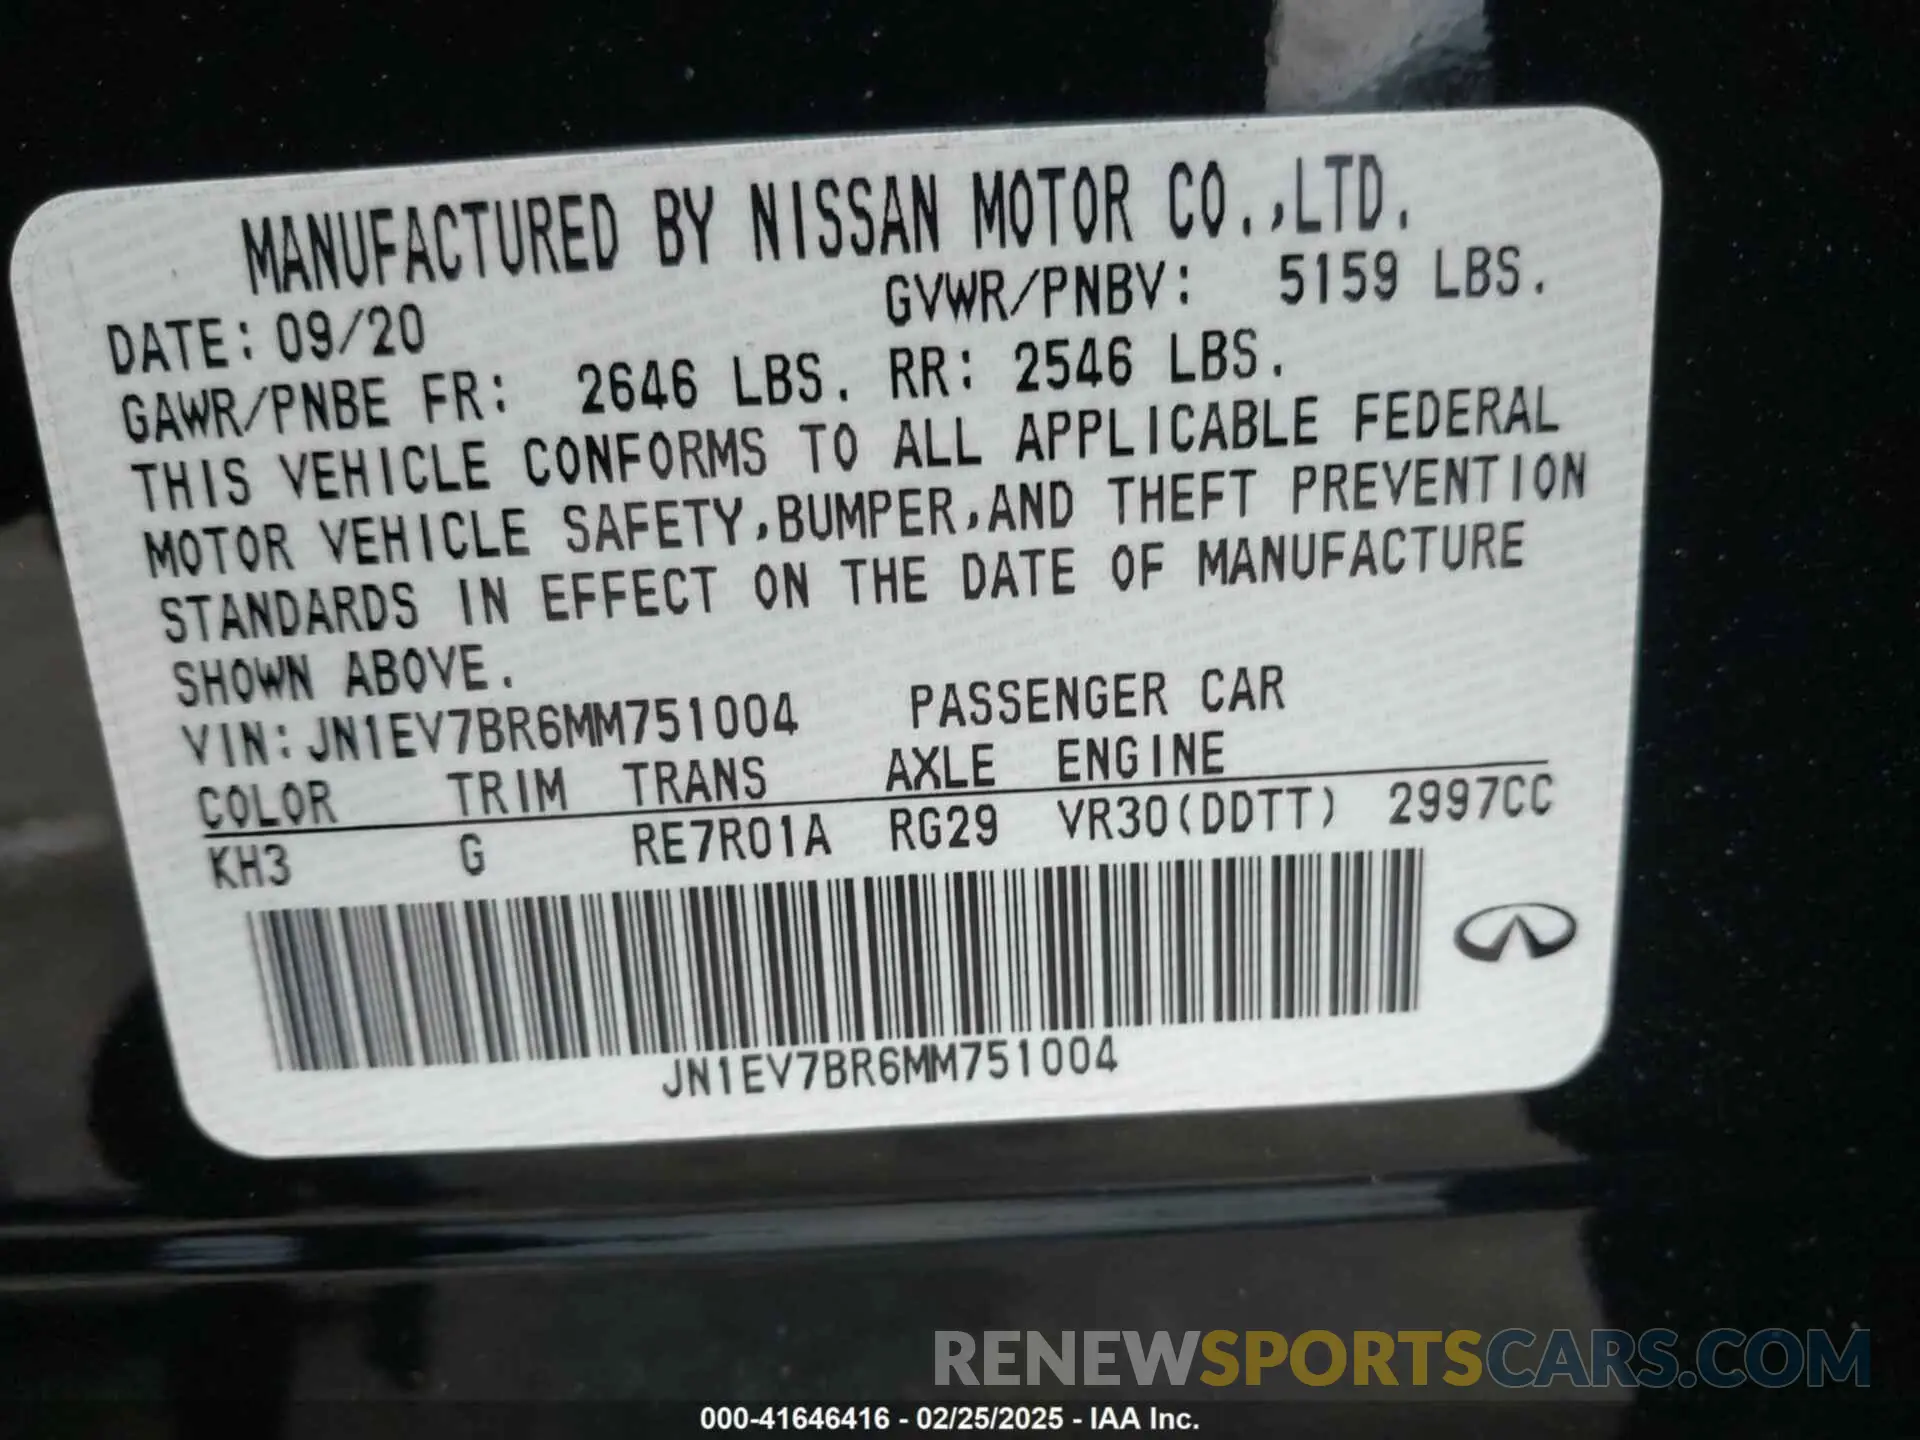 MANUFACTURED BY NISSAN MOTOR CO.,LTD.
DATE: 09/20 GVWR/PNBV: 5159 LBS.
GAWR/PNBE FR: 2646 LBS. RR: 2546 LBS.
THIS VEHICLE CONFORMS TO ALL APPLICABLE FEDERAL
MOTOR VEHICLE SAFETY,BUMPER,AND THEFT PREVENTION
STANDARDS IN EFFECT ON THE DATE OF MANUFACTURE
SHOWN ABOVE.
VIN: JN1EV7BR6MM751004 PASSENGER CAR
COLOR TRIM TRANS AXLE ENGINE
KH3 G RE7R01A RG29 VR30(DDTT) 2997CC
JN1EV7BR6MM751004
RENEWSPORTSCARS.COM
000-41646416 - 02/25/2025 - IAA Inc.